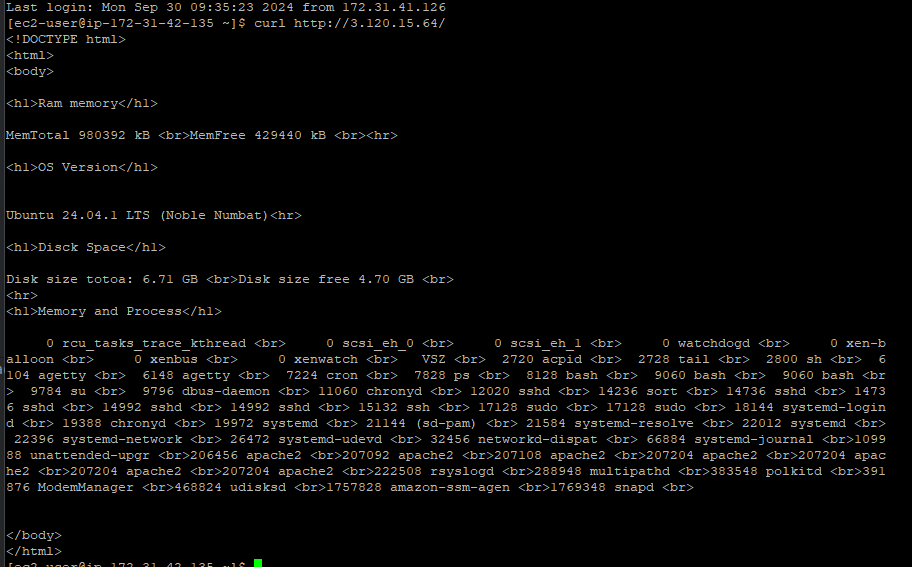 Last login: Mon Sep 30 09:35:23 2024 from 172.31.41.126
[ec2-user@ip-172-31-42-135 ~]$ curl http://3.120.15.64/
<!DOCTYPE html>
<html>
<body>
<h1>Ram memory</h1>
MemTotal 980392 kB <br>MemFree 429440 kB <br><hr>
<h1>OS Version</h1>
Ubuntu 24.04.1 LTS (Noble Numbat)<hr>
<h1>Disck Space</h1>
Disk size totoa: 6.71 GB <br>Disk size free 4.70 GB <br>
<hr>
<h1>Memory and Process</h1>
     0 rcu_tasks_trace_kthread <br>     0 scsi_eh_0 <br>     0 scsi_eh_1 <br>     0 watchdogd <br>     0 xen-b
alloon <br>     0 xenbus <br>     0 xenwatch <br>   VSZ <br>  2720 acpid <br>  2728 tail <br>  2800 sh <br>  6
104 agetty <br>  6148 agetty <br>  7224 cron <br>  7828 ps <br>  8128 bash <br>  9060 bash <br>  9060 bash <br
>  9784 su <br>  9796 dbus-daemon <br> 11060 chronyd <br> 12020 sshd <br> 14236 sort <br> 14736 sshd <br> 1473
6 sshd <br> 14992 sshd <br> 14992 sshd <br> 15132 ssh <br> 17128 sudo <br> 17128 sudo <br> 18144 systemd-login
d <br> 19388 chronyd <br> 19972 systemd <br> 21144 (sd-pam) <br> 21584 systemd-resolve <br> 22012 systemd <br>
 22396 systemd-network <br> 26472 systemd-udevd <br> 32456 networkd-dispat <br> 66884 systemd-journal <br>1099
88 unattended-upgr <br>206456 apache2 <br>207092 apache2 <br>207108 apache2 <br>207204 apache2 <br>207204 apac
he2 <br>207204 apache2 <br>207204 apache2 <br>222508 rsyslogd <br>288948 multipathd <br>383548 polkitd <br>391
876 ModemManager <br>468824 udisksd <br>1757828 amazon-ssm-agen <br>1769348 snapd <br>
</body>
</html>
[ec2-user@ip-172-31-42-135 ~]$